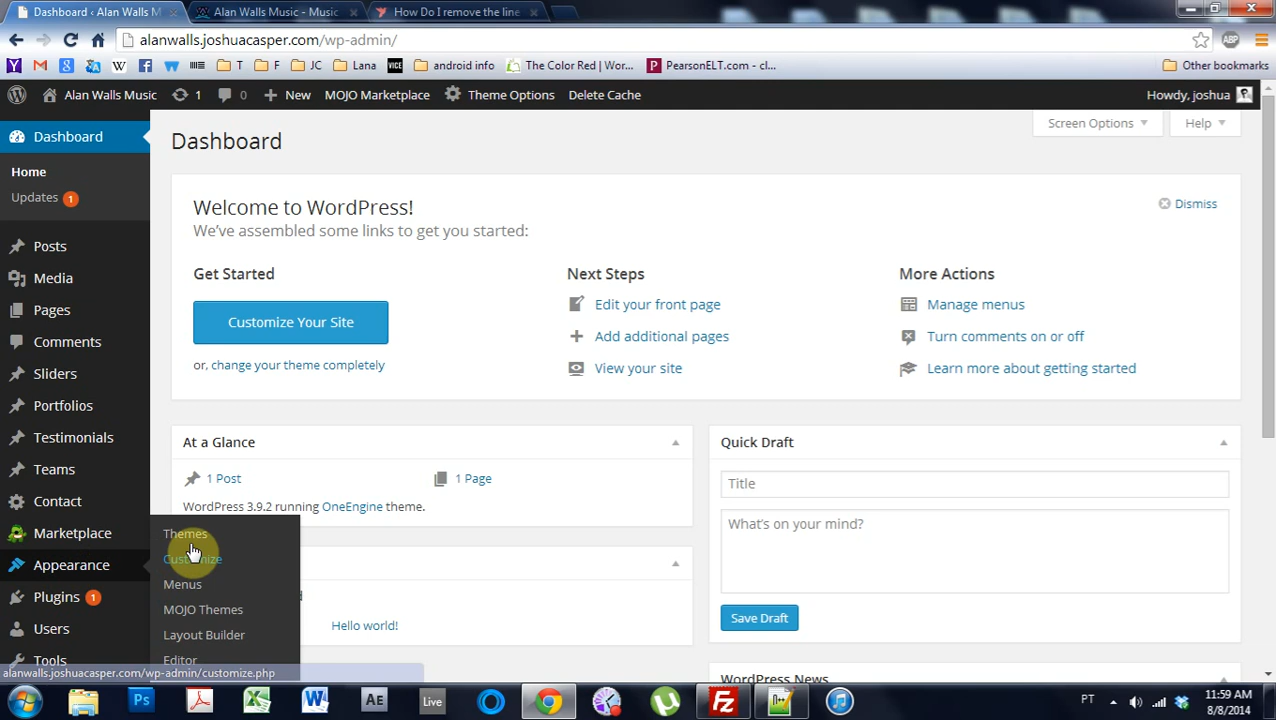 Dashboard ‹ Alan Walls M
Alan Walls Music - Music
How Do I remove the line
alanwalls.joshuacasper.com/wp-admin/
ABP
T
F
JC
Lana
VICE
android info
The Color Red | Wor...
PearsonELT.com - cl...
Other bookmarks
Alan Walls Music
1
0
New
MOJO Marketplace
Theme Options
Delete Cache
Howdy, joshua
Dashboard
Home
Updates 1
Posts
Media
Pages
Comments
Sliders
Portfolios
Testimonials
Teams
Contact
Marketplace
Appearance
Plugins 1
Users
Tools
Themes
Customize
Menus
MOJO Themes
Layout Builder
Editor
Dashboard
Screen Options
Help
Welcome to WordPress!
We've assembled some links to get you started:
Dismiss
Get Started
Customize Your Site
or, change your theme completely
Next Steps
Edit your front page
Add additional pages
View your site
More Actions
Manage menus
Turn comments on or off
Learn more about getting started
At a Glance
1 Post
1 Page
WordPress 3.9.2 running OneEngine theme.
Hello world!
Quick Draft
Title
What's on your mind?
Save Draft
WordPress News
alanwalls.joshuacasper.com/wp-admin/customize.php
Ps
Ae
Live
PT
11:59 AM
8/8/2014